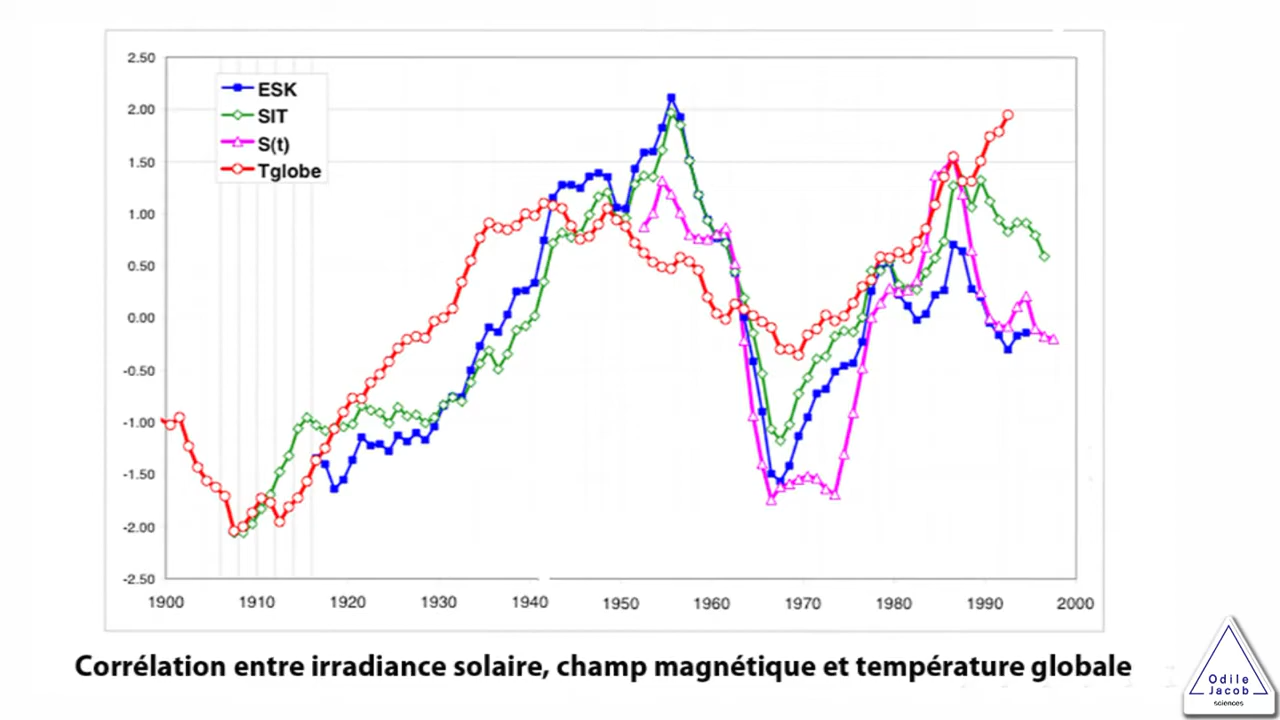 2.50
2.00
1.50
1.00
0.50
0.00
-0.50
-1.00
-1.50
-2.00
-2.50
ESK
SIT
S(t)
Tglobe
1900 1910 1920 1930 1940 1950 1960 1970 1980 1990 2000
Corrélation entre irradiance solaire, champ magnétique et température globale
Odile
Jacob
sciences